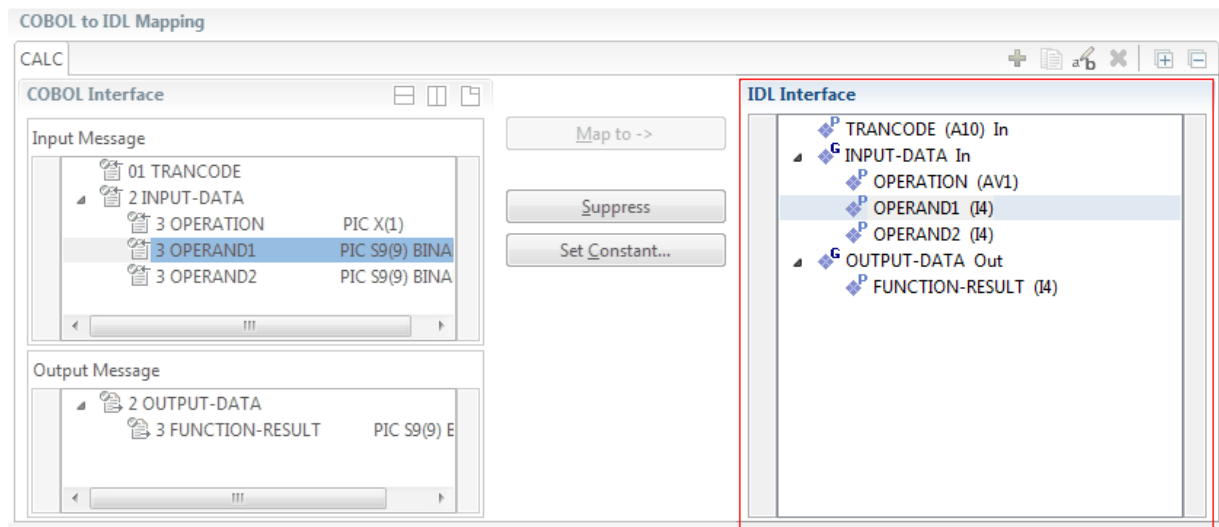 COBOL to IDL Mapping
CALC
COBOL Interface
Input Message
01 TRANCODE
2 INPUT-DATA
3 OPERATION PIC X(1)
3 OPERAND1 PIC S9(9) BINA
3 OPERAND2 PIC S9(9) BINA
Output Message
2 OUTPUT-DATA
3 FUNCTION-RESULT PIC S9(9) B
Map to ->
Suppress
Set Constant...
IDL Interface
P TRANCODE (A10) In
G INPUT-DATA In
P OPERATION (AV1)
P OPERAND1 (I4)
P OPERAND2 (I4)
G OUTPUT-DATA Out
P FUNCTION-RESULT (I4)